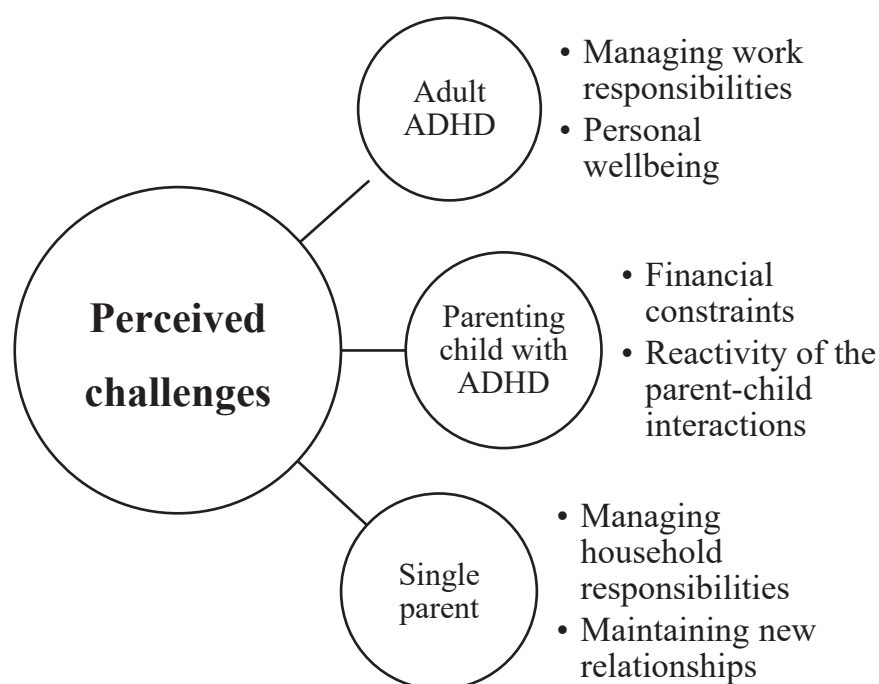 Perceived
challenges
Adult
ADHD
• Managing work
responsibilities
• Personal
wellbeing
Parenting
child with
ADHD
• Financial
constraints
• Reactivity of the
parent-child
interactions
Single
parent
• Managing
household
responsibilities
• Maintaining new
relationships